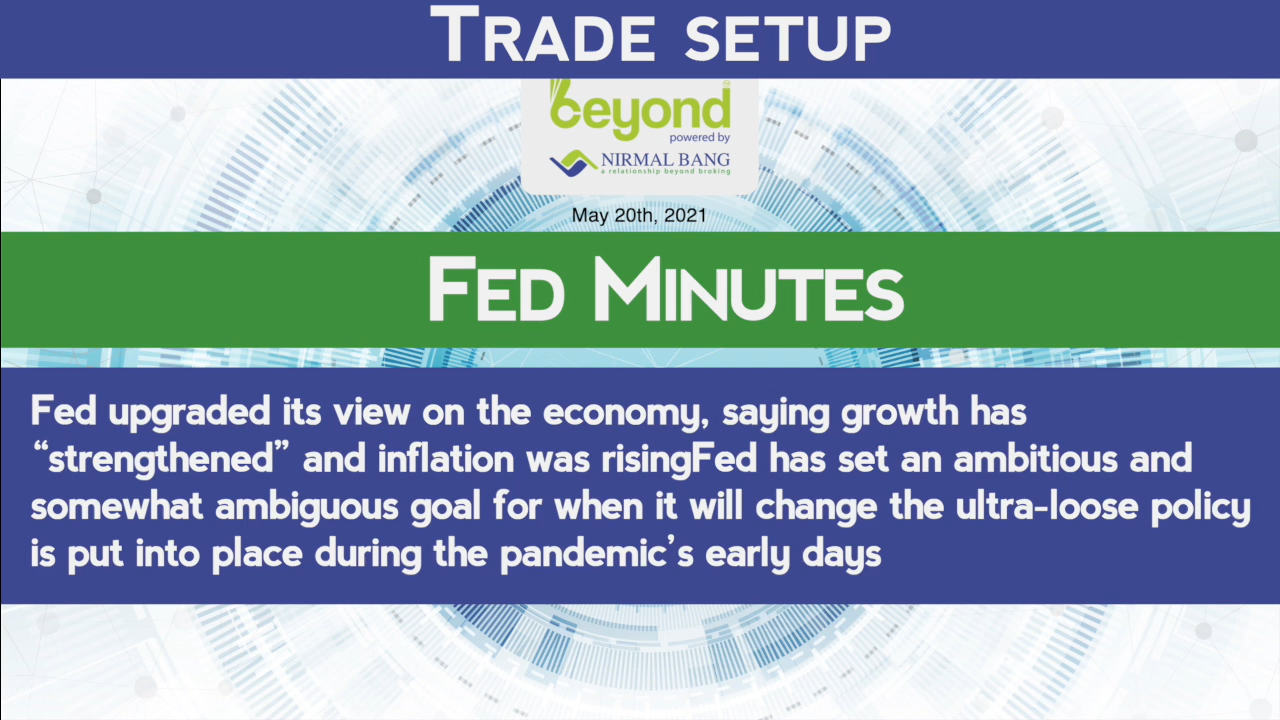 TRADE SETUP
beyond
powered by
NIRMAL BANG
a relationship beyond broking
May 20th, 2021
FED MINUTES
Fed upgraded its view on the economy, saying growth has
“strengthened” and inflation was risingFed has set an ambitious and
somewhat ambiguous goal for when it will change the ultra-loose policy
is put into place during the pandemic’s early days